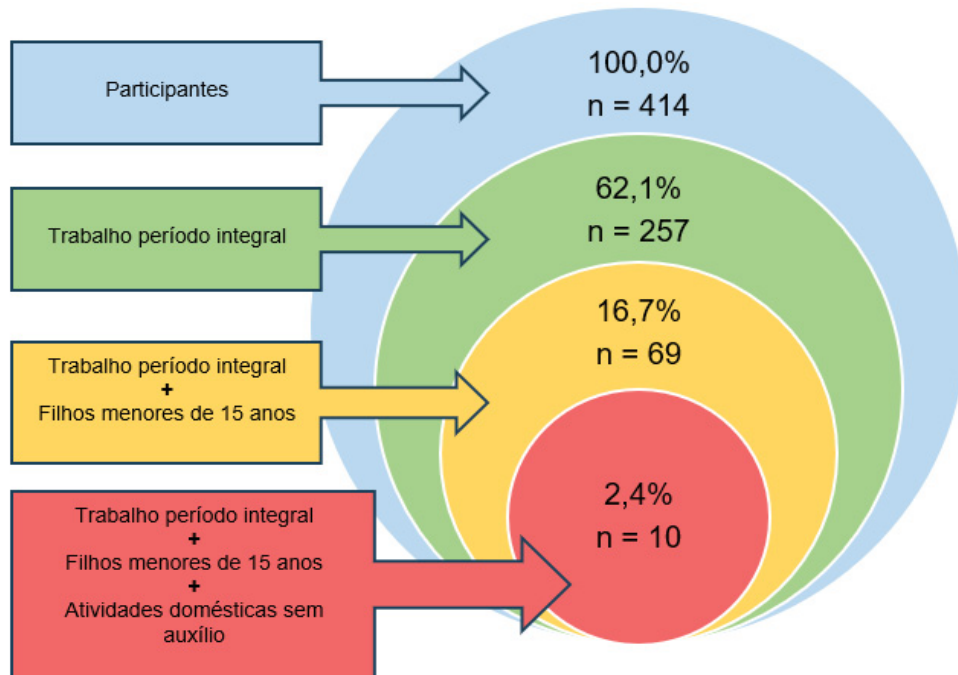 Participantes
100,0%
n = 414
Trabalho período integral
62,1%
n = 257
Trabalho período integral
+
Filhos menores de 15 anos
16,7%
n = 69
Trabalho período integral
+
Filhos menores de 15 anos
+
Atividades domésticas sem
auxílio
2,4%
n = 10